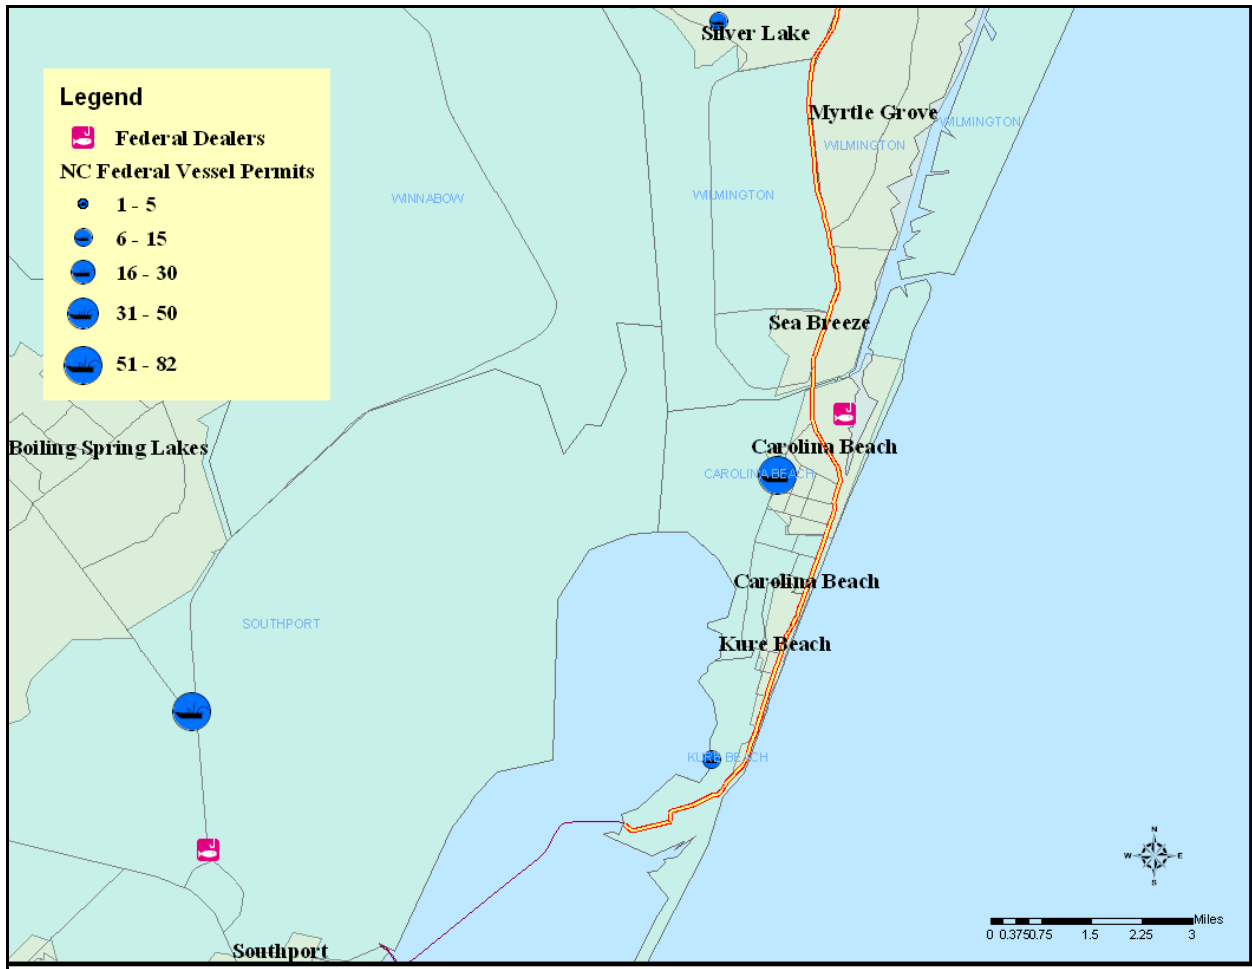 Silver Lake
Legend
Federal Dealers
NC Federal Vessel Permits
1 - 5
6 - 15
16 - 30
31 - 50
51 - 82
Myrtle Grove
WILMINGTON
WILMINGTON
WINNABOW
WILMINGTON
Sea Breeze
Boiling Spring Lakes
Carolina Beach
CAROLINA BEACH
Carolina Beach
SOUTHPORT
Kure Beach
KURE BEACH
N
W E
S
Miles
0 0.375 0.75 1.5 2.25 3
Southport